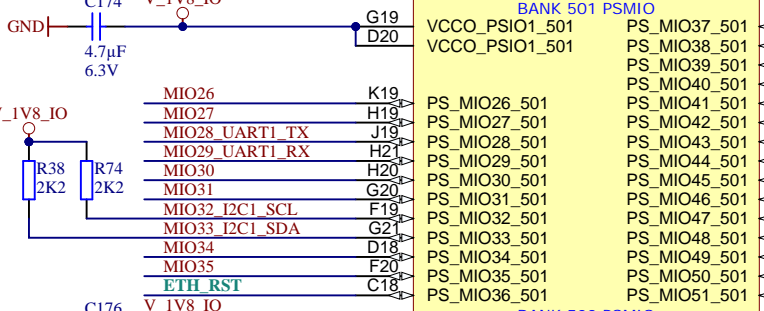 C174 V_1V8_IO BANK 501 PSMIO
GND G19 VCCO_PSIO1_501 PS_MIO37_501
D20 VCCO_PSIO1_501 PS_MIO38_501
4.7µF PS_MIO39_501
6.3V PS_MIO40_501
MIO26 K19 PS_MIO26_501 PS_MIO41_501
MIO27 H19 PS_MIO27_501 PS_MIO42_501
V_1V8_IO
MIO28_UART1_TX J19 PS_MIO28_501 PS_MIO43_501
MIO29_UART1_RX H21 PS_MIO29_501 PS_MIO44_501
R38 R74 MIO30 H20 PS_MIO30_501 PS_MIO45_501
2K2 2K2 MIO31 G20 PS_MIO31_501 PS_MIO46_501
MIO32_I2C1_SCL F19 PS_MIO32_501 PS_MIO47_501
MIO33_I2C1_SDA G21 PS_MIO33_501 PS_MIO48_501
MIO34 D18 PS_MIO34_501 PS_MIO49_501
MIO35 F20 PS_MIO35_501 PS_MIO50_501
ETH_RST C18 PS_MIO36_501 PS_MIO51_501
C176 V_1V8_IO